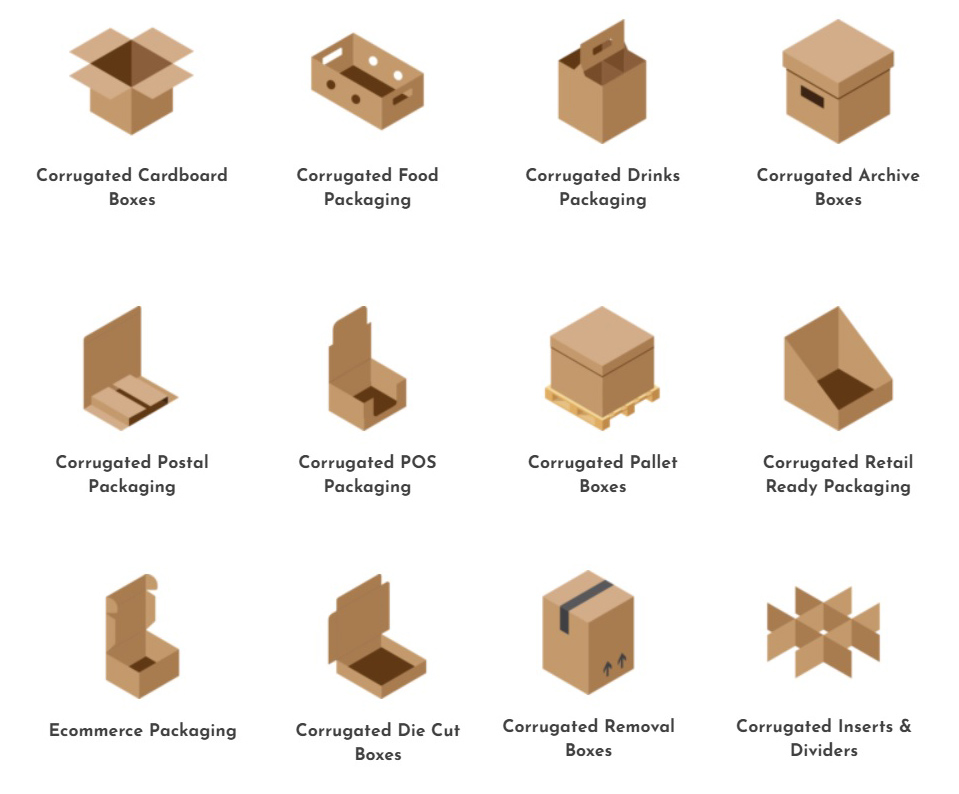 Corrugated Cardboard
Boxes
Corrugated Food
Packaging
Corrugated Drinks
Packaging
Corrugated Archive
Boxes
Corrugated Postal
Packaging
Corrugated POS
Packaging
Corrugated Pallet
Boxes
Corrugated Retail
Ready Packaging
Ecommerce Packaging
Corrugated Die Cut
Boxes
Corrugated Removal
Boxes
Corrugated Inserts &
Dividers